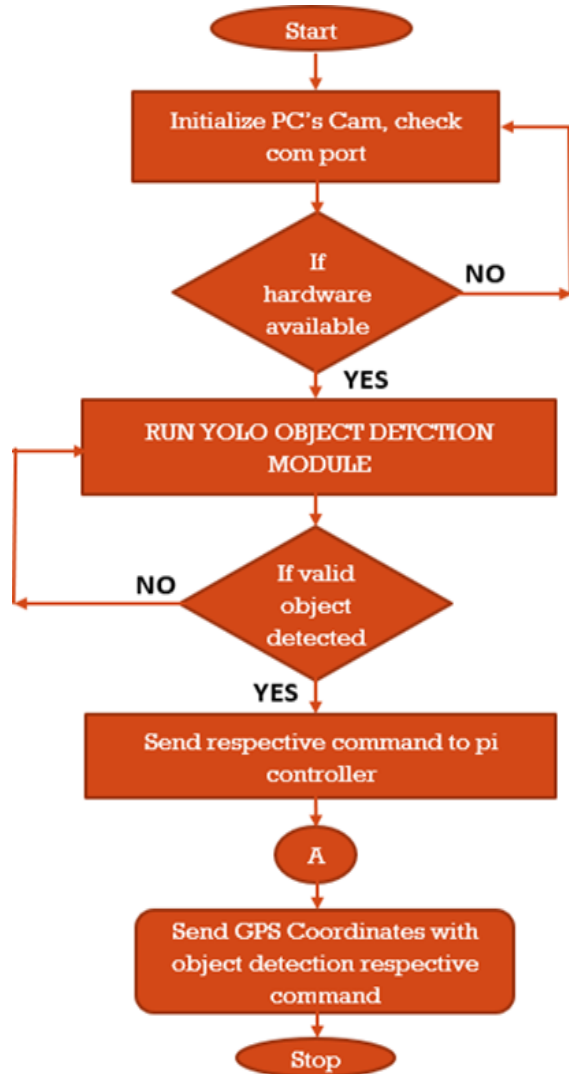 Start
Initialize PC's Cam, check
com port
If
hardware
available
NO
YES
RUN YOLO OBJECT DETCTION
MODULE
If valid
object
detected
NO
YES
Send respective command to pi
controller
A
Send GPS Coordinates with
object detection respective
command
Stop